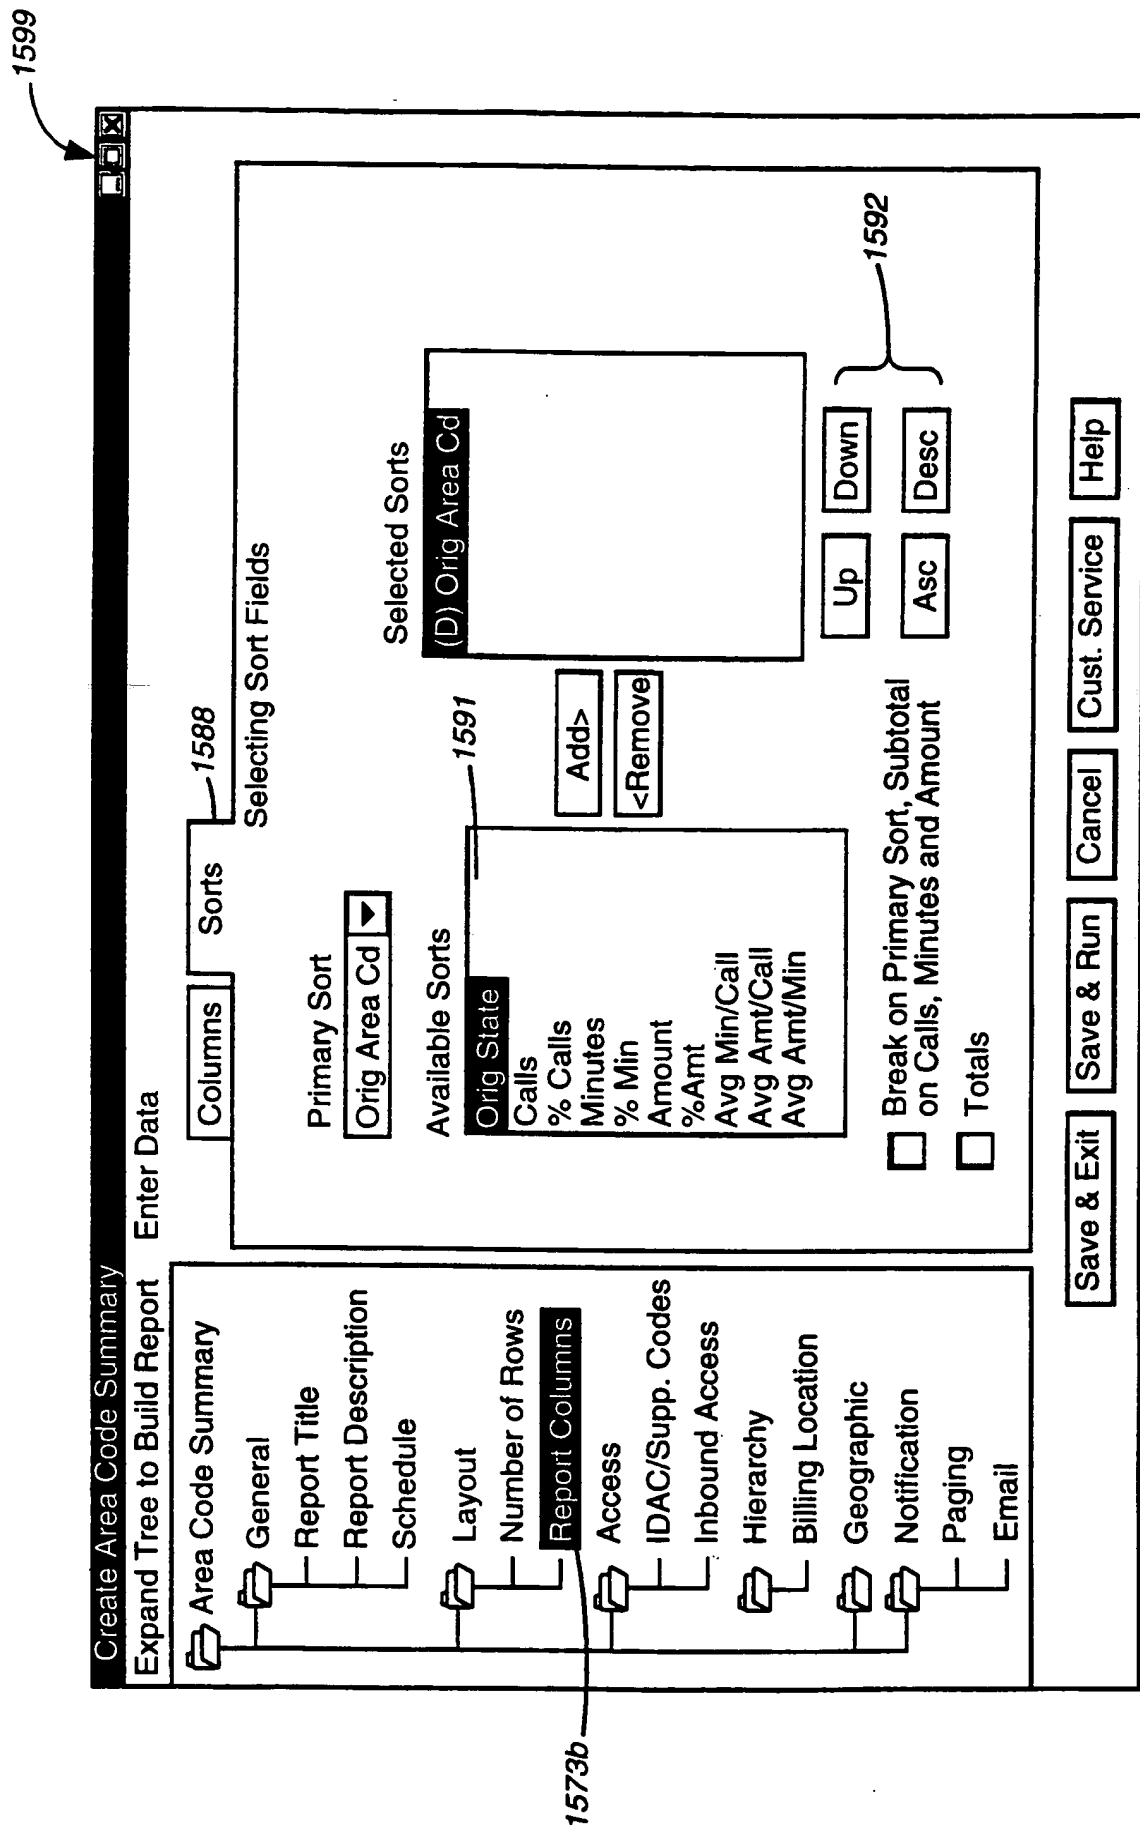 1599
Create Area Code Summary
Expand Tree to Build Report
Enter Data
Area Code Summary
General
Report Title
Report Description
Schedule
Layout
Number of Rows
Report Columns
Access
IDAC/Supp. Codes
Inbound Access
Hierarchy
Billing Location
Geographic
Notification
Paging
Email
1573b
Columns
Sorts
1588
Selecting Sort Fields
Primary Sort
Orig Area Cd
Available Sorts
Orig State
Calls
% Calls
Minutes
% Min
Amount
%Amt
Avg Min/Call
Avg Amt/Call
Avg Amt/Min
1591
Add>
<Remove
Selected Sorts
(D) Orig Area Cd
Up
Down
Asc
Desc
1592
Break on Primary Sort, Subtotal
on Calls, Minutes and Amount
Totals
Save & Exit
Save & Run
Cancel
Cust. Service
Help